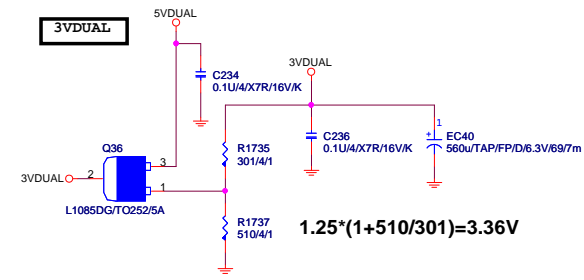 3VDUAL
5VDUAL
C234
0.1U/4/X7R/16V/K
3VDUAL
Q36
3
3VDUAL
2
1
L1085DG/TO252/5A
R1735
301/4/1
C236
0.1U/4/X7R/16V/K
1
+
EC40
560u/TAP/FP/D/6.3V/69/7m
R1737
510/4/1
1.25*(1+510/301)=3.36V